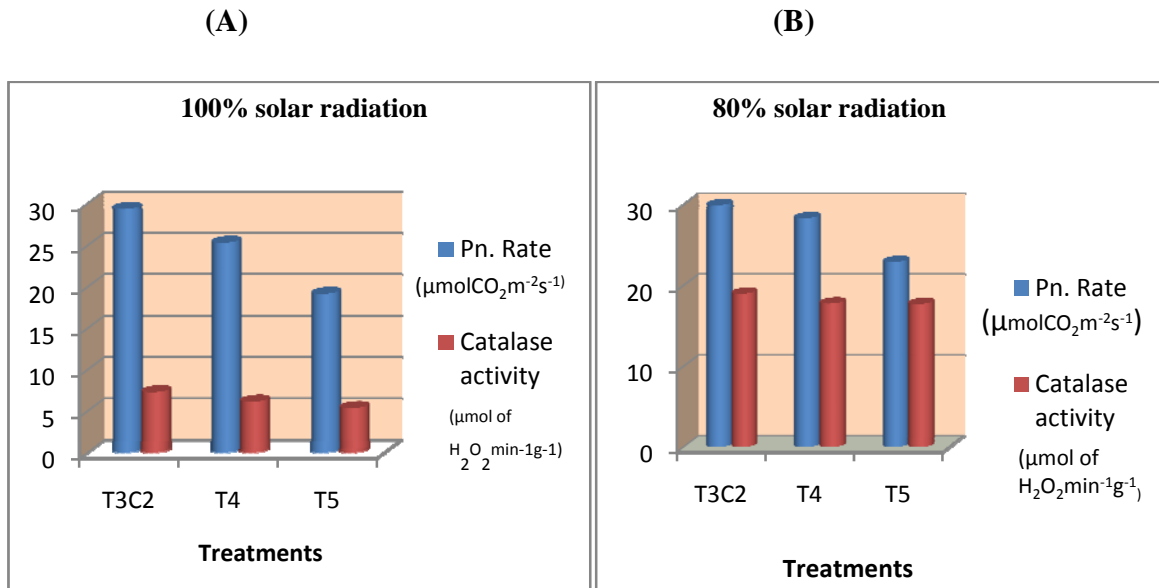 (A)
(B)
100% solar radiation
30
25
20
15
10
5
0
T3C2 T4 T5
Treatments
Pn. Rate
(µmolCO₂m⁻²s⁻¹)
Catalase
activity
(µmol of
H₂O₂ min-1g-1)
80% solar radiation
30
20
10
0
T3C2 T4 T5
Treatments
Pn. Rate
(µmolCO₂m⁻²s⁻¹)
Catalase
activity
(µmol of
H₂O₂min⁻¹g⁻¹)